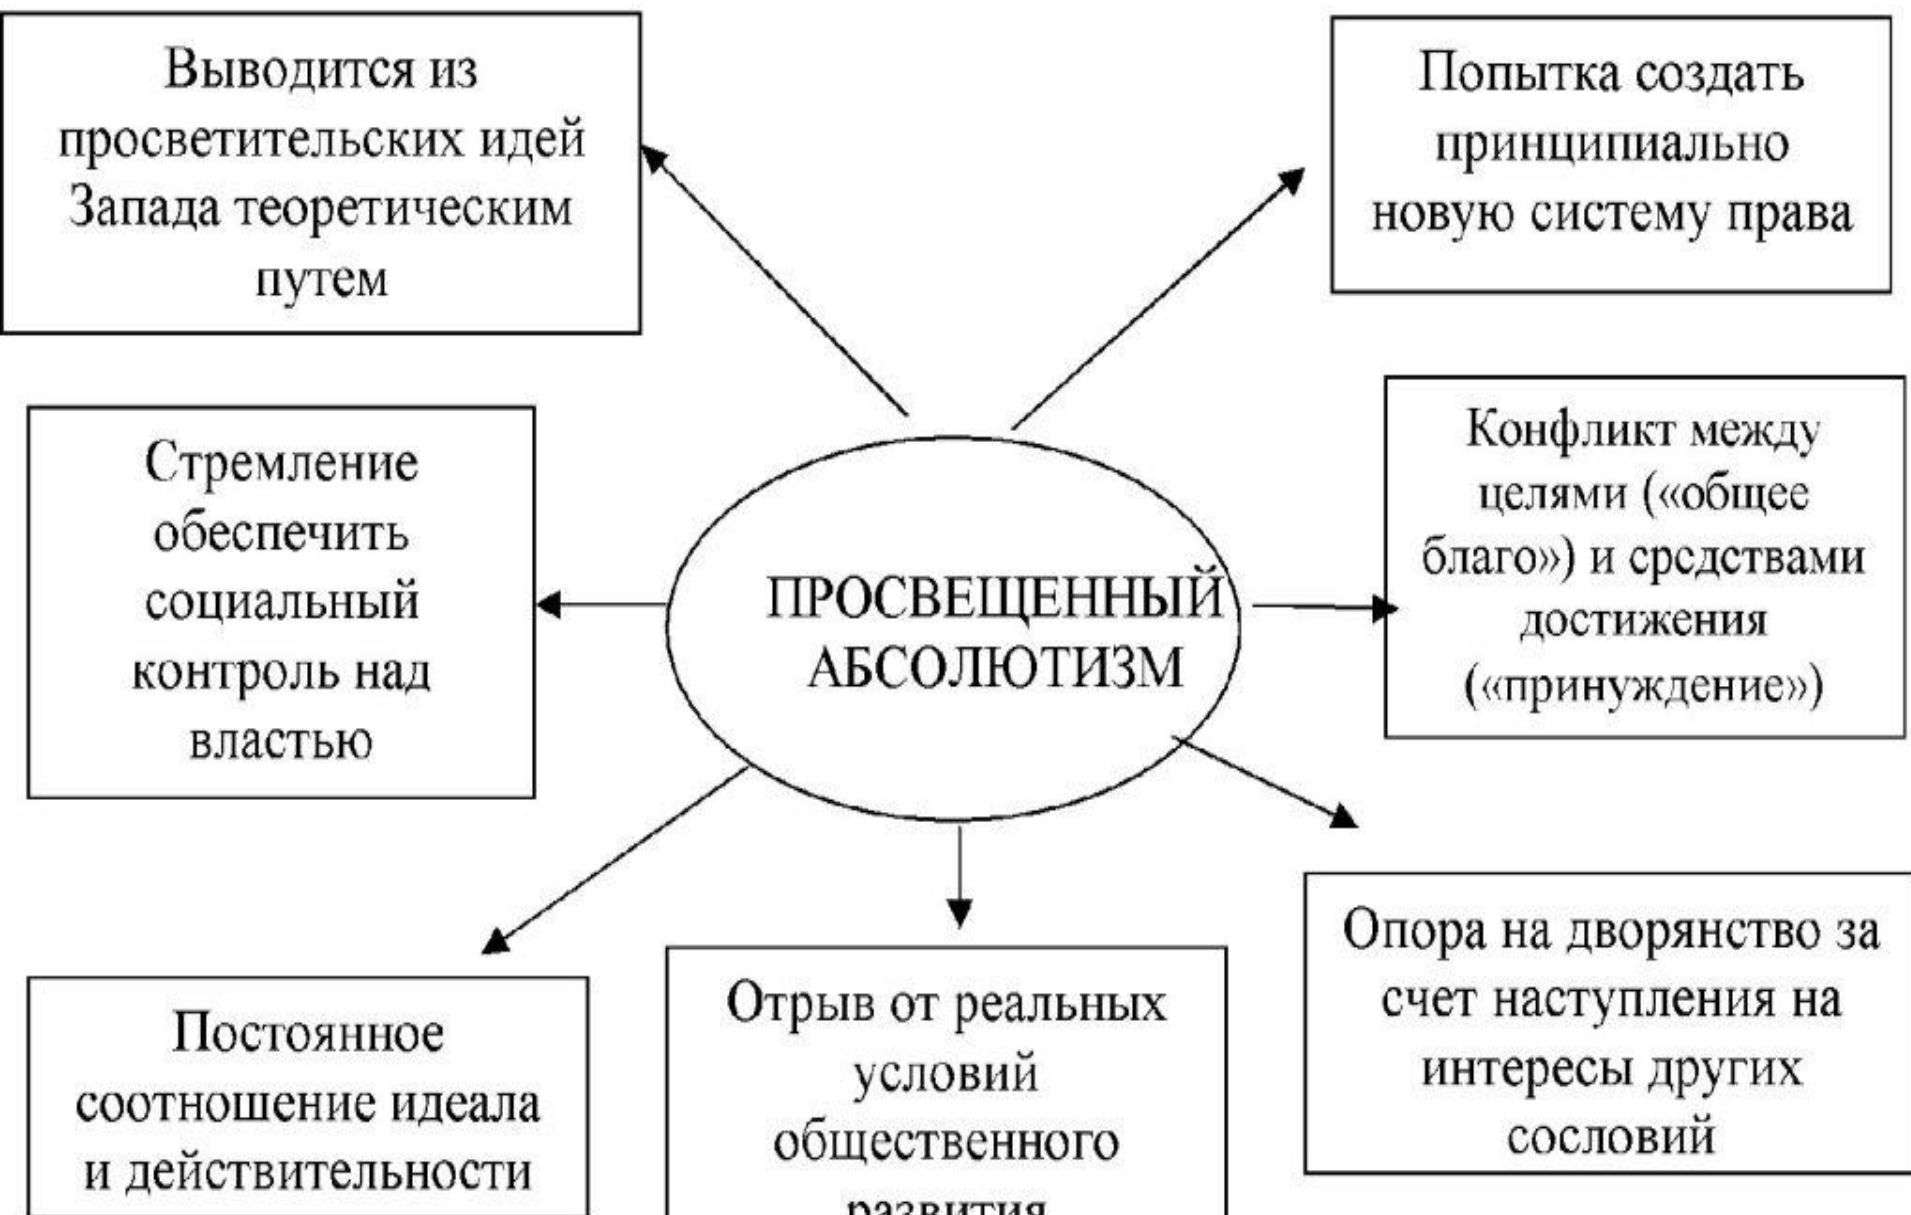 Выводится из
просветительских идей
Запада теоретическим
путем
Попытка создать
принципиально
новую систему права
Стремление
обеспечить
социальный
контроль над
властью
ПРОСВЕЩЕННЫЙ
АБСОЛЮТИЗМ
Конфликт между
целями («общее
благо») и средствами
достижения
(«принуждение»)
Постоянное
соотношение идеала
и действительности
Отрыв от реальных
условий
общественного
развития
Опора на дворянство за
счет наступления на
интересы других
сословий